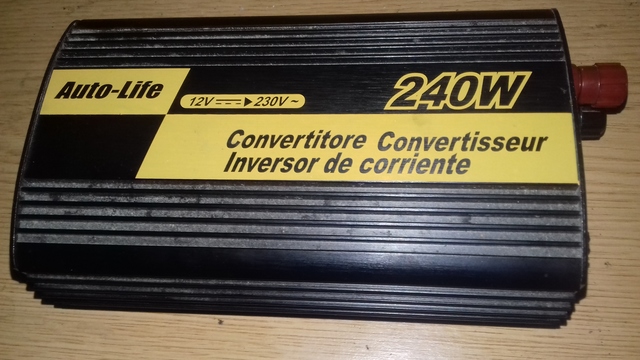 Auto-Life
12V ⎓▶ 230V ~
240W
Convertitore Convertisseur
Inversor de corriente